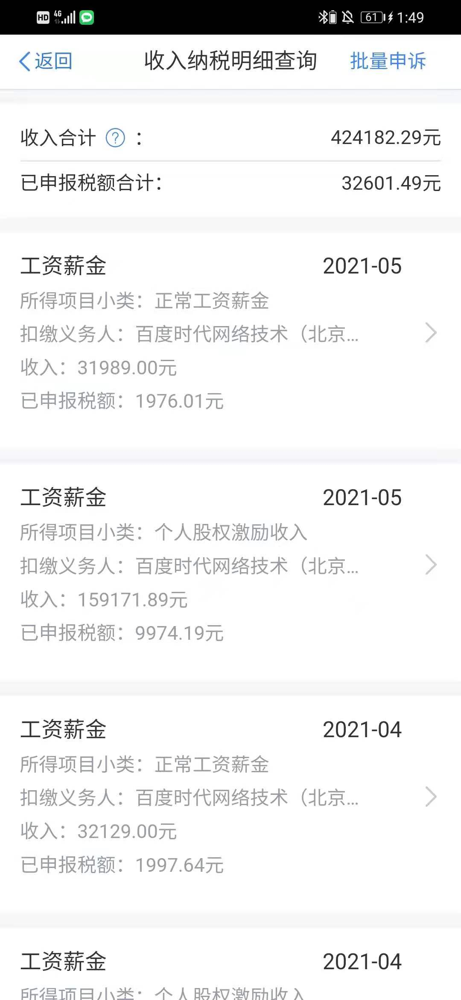 HD 4G 61 1:49
返回 收入纳税明细查询 批量申诉
收入合计 ? ： 424182.29元
已申报税额合计： 32601.49元
工资薪金 2021-05
所得项目小类：正常工资薪金
扣缴义务人：百度时代网络技术（北京...
收入：31989.00元
已申报税额：1976.01元
工资薪金 2021-05
所得项目小类：个人股权激励收入
扣缴义务人：百度时代网络技术（北京...
收入：159171.89元
已申报税额：9974.19元
工资薪金 2021-04
所得项目小类：正常工资薪金
扣缴义务人：百度时代网络技术（北京...
收入：32129.00元
已申报税额：1997.64元
工资薪金 2021-04
所得项目小类：个人股权激励收入